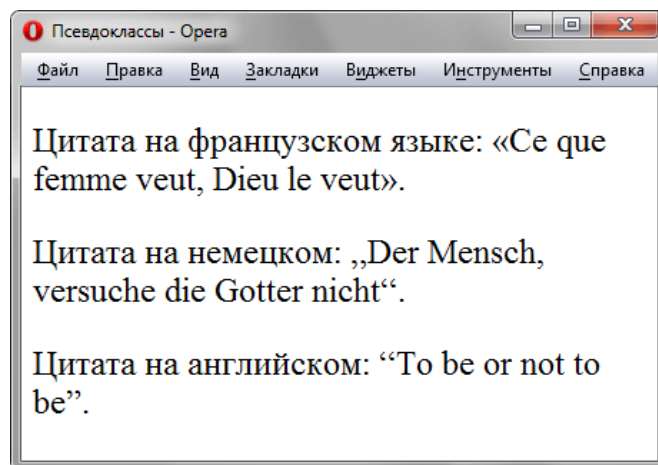 Псевдоклассы - Opera
Файл Правка Вид Закладки Виджеты Инструменты Справка
Цитата на французском языке: «Ce que
femme veut, Dieu le veut».
Цитата на немецком: ,,Der Mensch,
versuche die Gotter nicht“.
Цитата на английском: “To be or not to
be”.